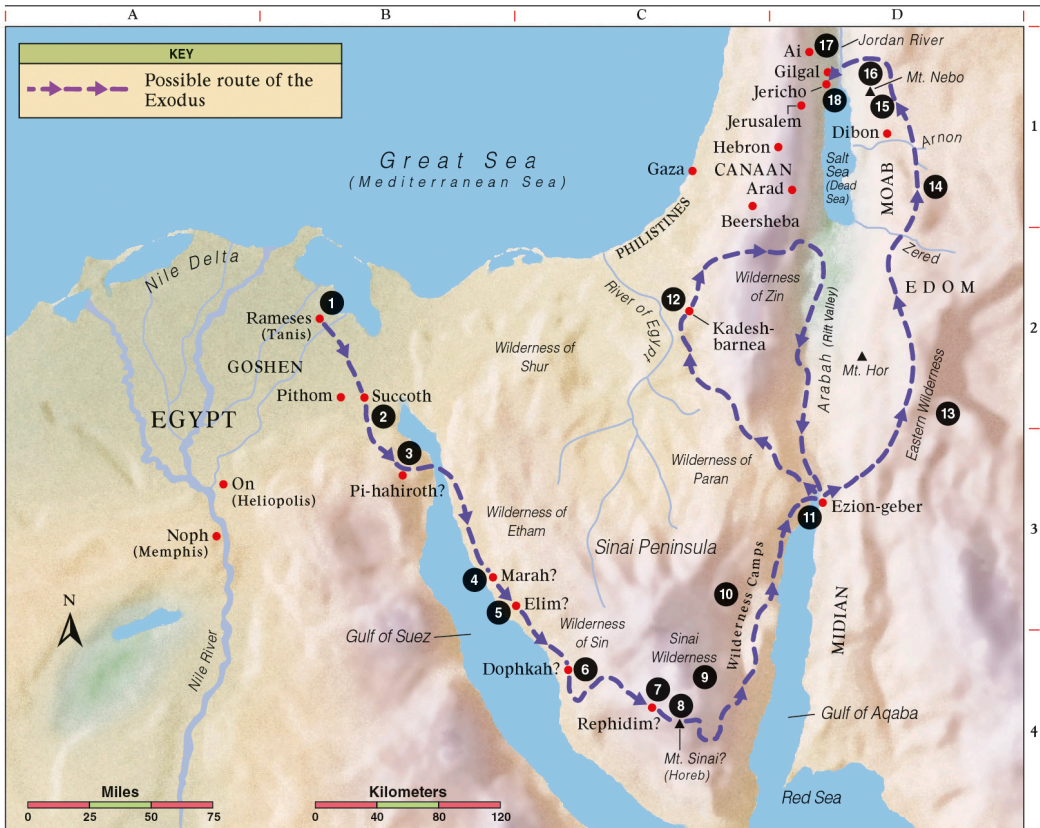 A B C D
KEY
Possible route of the
Exodus
Great Sea
(Mediterranean Sea)
Ai
17
Jordan River
Gilgal
16
Mt. Nebo
Jericho
18
15
Jerusalem
Dibon
1
Arnon
Hebron
CANAAN
Gaza
Salt
Sea
(Dead
Sea)
MOAB
14
Arad
Beersheba
PHILISTINES
Zered
Nile Delta
Wilderness
of Zin
EDOM
1
12
River of Egypt
Rameses
(Tanis)
Kadesh-
barnea
2
Arabah (Rift Valley)
Wilderness of
Shur
Mt. Hor
GOSHEN
Pithom
Succoth
2
EGYPT
Eastern Wilderness
13
3
Wilderness of
Paran
Pi-hahiroth?
On
(Heliopolis)
Ezion-geber
11
Wilderness of
Etham
Noph
(Memphis)
3
Sinai Peninsula
4
Marah?
10
Wilderness Camps
5
Elim?
MIDIAN
N
Gulf of Suez
Wilderness
of Sin
Sinai
Wilderness
Nile River
Dophkah?
6
9
7
8
Rephidim?
Gulf of Aqaba
4
Mt. Sinai?
(Horeb)
Miles
0 25 50 75
Kilometers
0 40 80 120
Red Sea